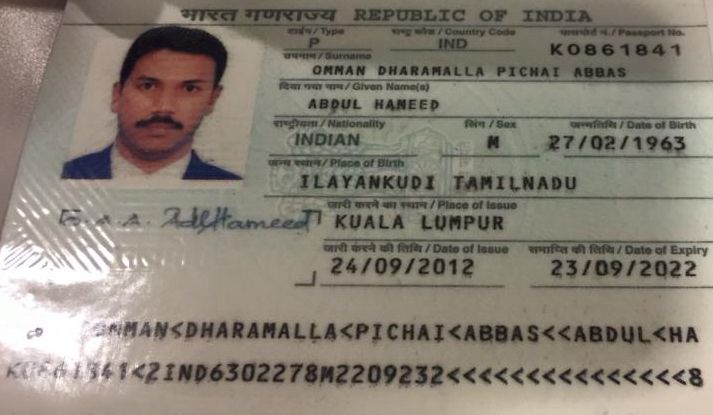 भारत गणराज्य REPUBLIC OF INDIA
टाईप/Type राष्ट्र कोड/Country Code पासपोर्ट नं./Passport No.
P IND K0861841
उपनाम/Surname
OMMAN DHARAMALLA PICHAI ABBAS
दिया गया नाम/Given Name(s)
ABDUL HAMEED
राष्ट्रीयता/Nationality लिंग/Sex जन्मतिथि/Date of Birth
INDIAN M 27/02/1963
जन्म स्थान/Place of Birth
ILAYANKUDI TAMILNADU
जारी करने का स्थान/Place of Issue
KUALA LUMPUR
जारी करने की तिथि/Date of Issue समाप्ति की तिथि/Date of Expiry
24/09/2012 23/09/2022
OMMAN<DHARAMALLA<PICHAI<ABBAS<<ABDUL<HA
K0861841<2IND6302278M2209232<<<<<<<<<<<<<<<8